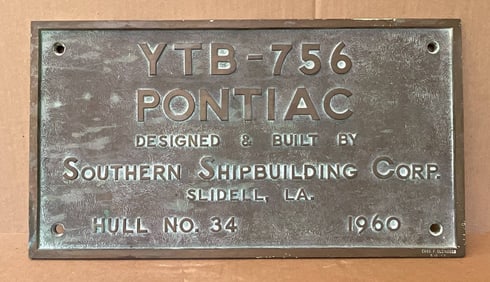 YTB-756
PONTIAC
DESIGNED & BUILT BY
SOUTHERN SHIPBUILDING CORP.
SLIDELL, LA.
HULL NO. 34 1960